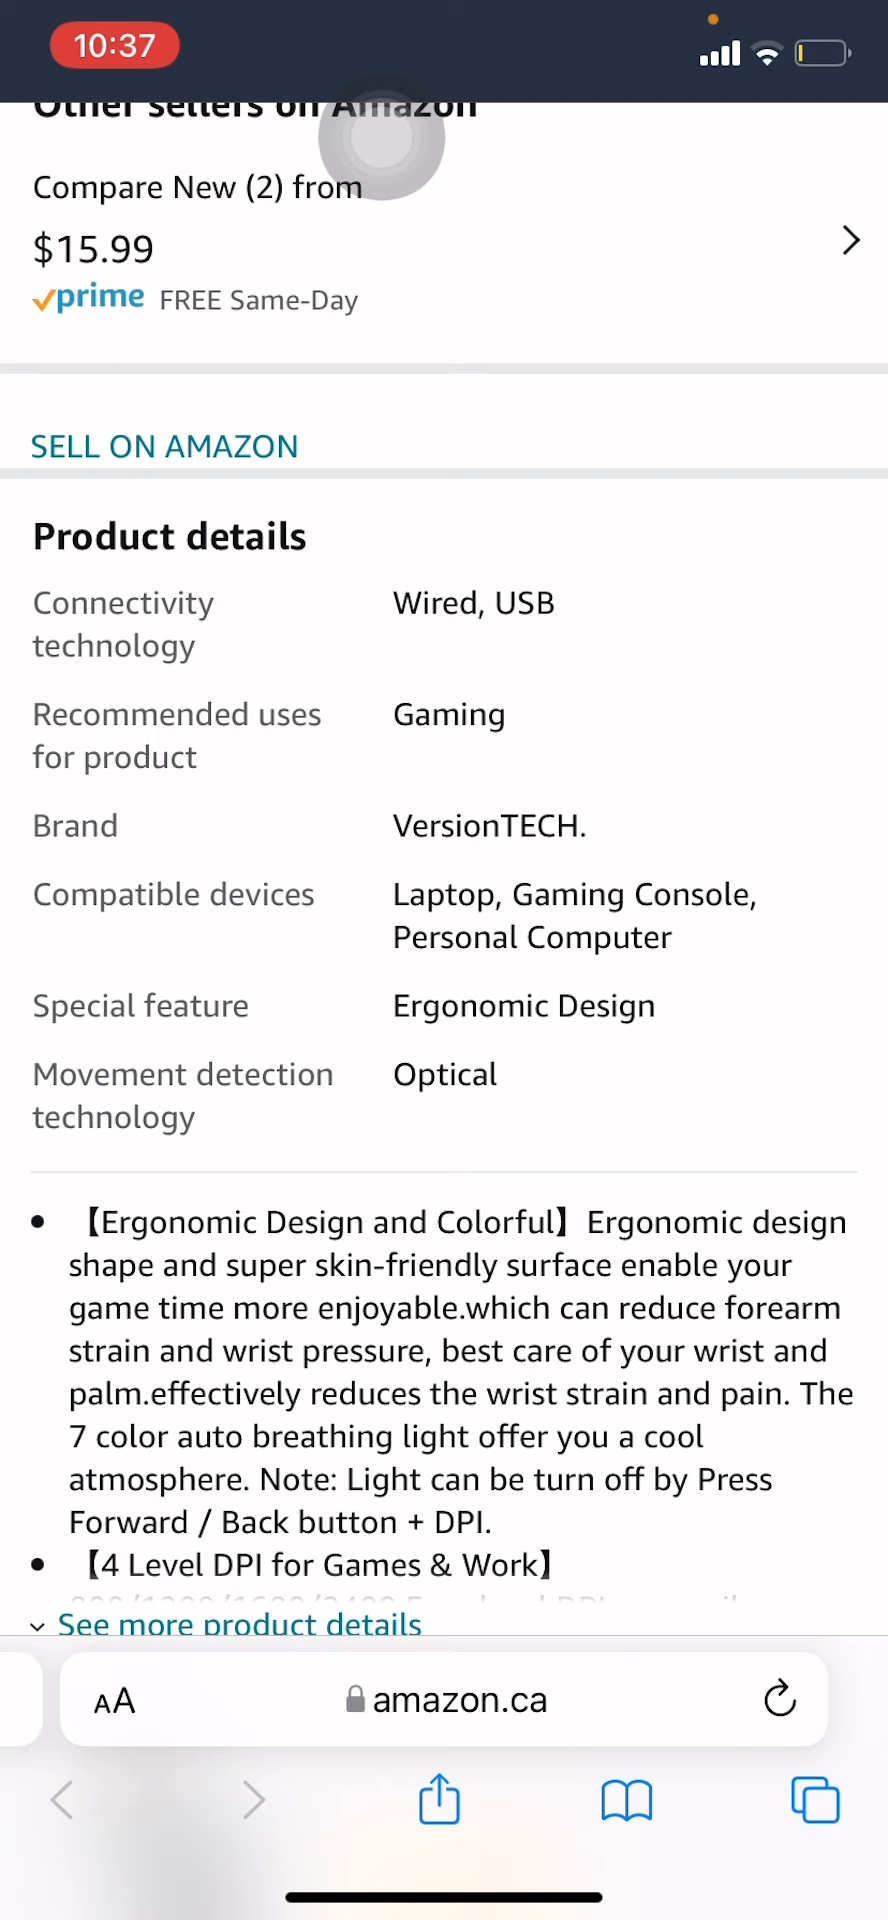 10:37
Other sellers on Amazon
Compare New (2) from
$15.99
prime FREE Same-Day
SELL ON AMAZON
Product details
Connectivity technology
Wired, USB
Recommended uses for product
Gaming
Brand
VersionTECH.
Compatible devices
Laptop, Gaming Console,
Personal Computer
Special feature
Ergonomic Design
Movement detection technology
Optical
• 【Ergonomic Design and Colorful】Ergonomic design
shape and super skin-friendly surface enable your
game time more enjoyable.which can reduce forearm
strain and wrist pressure, best care of your wrist and
palm.effectively reduces the wrist strain and pain. The
7 color auto breathing light offer you a cool
atmosphere. Note: Light can be turn off by Press
Forward / Back button + DPI.
• 【4 Level DPI for Games & Work】
See more product details
AA
amazon.ca